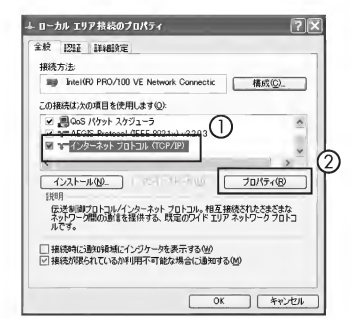 ローカル エリア接続のプロパティ
全般 認証 詳細設定
接続方法:
Intel(R) PRO/100 VE Network Connectic
構成(C)...
この接続は次の項目を使用します(O):
QoS パケット スケジューラ
AEGIS Protocol (IEEE 802.1x) v2.3.0.3
インターネット プロトコル (TCP/IP)
①
②
インストール(N)...
プロパティ(R)
説明
伝送制御プロトコル/インターネット プロトコル。相互接続されたさまざまな
ネットワーク間の通信を提供する、既定のワイド エリア ネットワーク プロトコ
ルです。
接続時に通知領域にインジケータを表示する(W)
接続が限られているか利用不可能な場合に通知する(M)
OK キャンセル